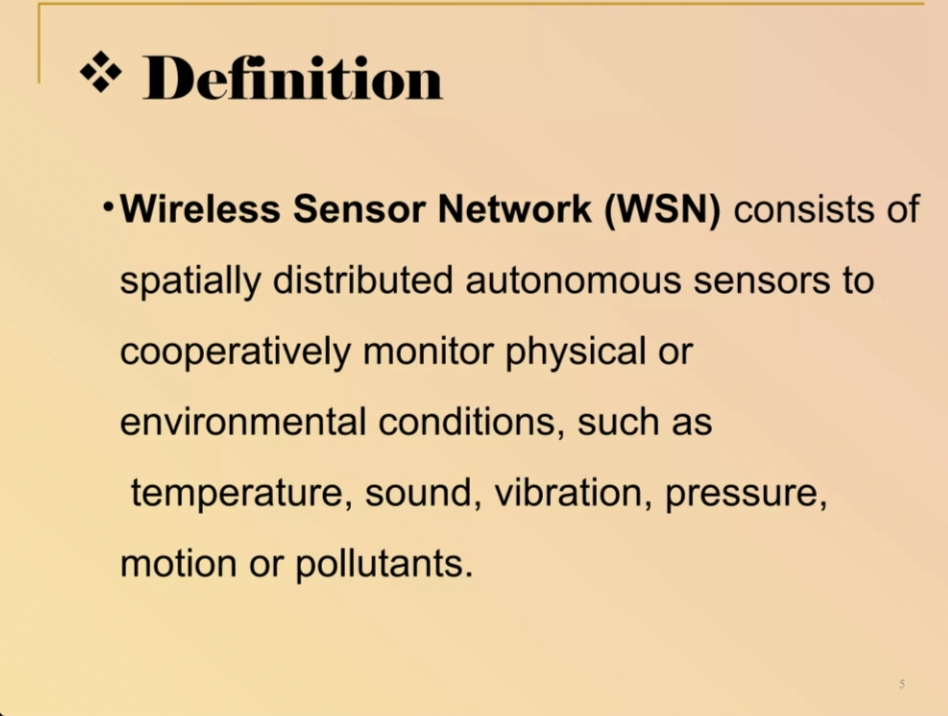 ❖ Definition
•Wireless Sensor Network (WSN) consists of
spatially distributed autonomous sensors to
cooperatively monitor physical or
environmental conditions, such as
temperature, sound, vibration, pressure,
motion or pollutants.
5